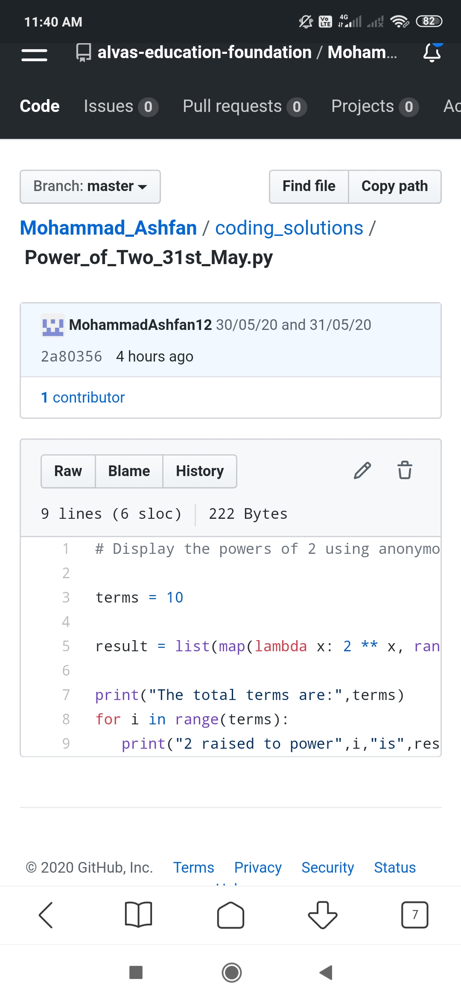 11:40 AM
Vo LTE 4G 82
alvas-education-foundation / Moham...
Code Issues 0 Pull requests 0 Projects 0 Ac
Branch: master Find file Copy path
Mohammad_Ashfan / coding_solutions /
Power_of_Two_31st_May.py
MohammadAshfan12 30/05/20 and 31/05/20
2a80356 4 hours ago
1 contributor
Raw Blame History
9 lines (6 sloc) 222 Bytes
1 # Display the powers of 2 using anonymo
2
3 terms = 10
4
5 result = list(map(lambda x: 2 ** x, ran
6
7 print("The total terms are:",terms)
8 for i in range(terms):
9 print("2 raised to power",i,"is",res
© 2020 GitHub, Inc. Terms Privacy Security Status
7